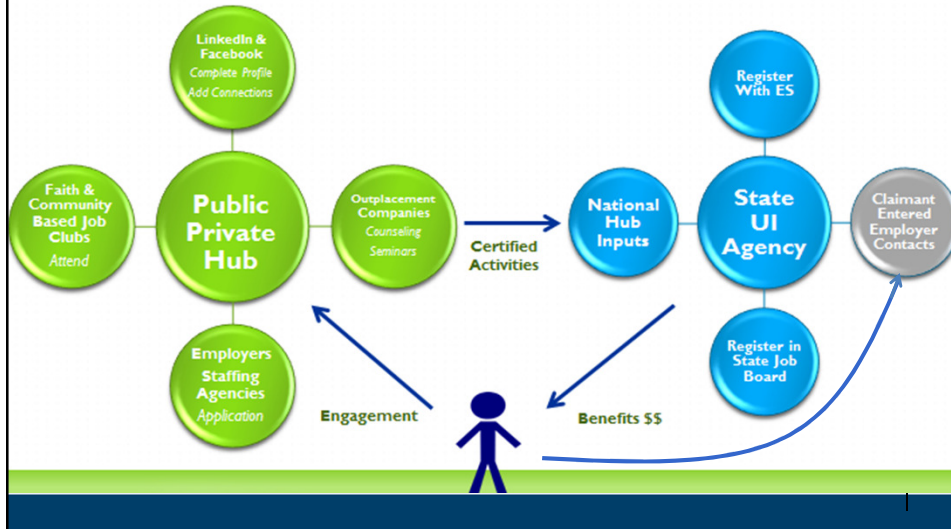 LinkedIn &
Facebook
Complete Profile
Add Connections
Faith &
Community
Based Job
Clubs
Attend
Public
Private
Hub
Outplacement
Companies
Counseling
Seminars
Employers
Staffing
Agencies
Application
Certified
Activities
Engagement
Benefits $$
Register
With ES
National
Hub
Inputs
State
UI
Agency
Claimant
Entered
Employer
Contacts
Register in
State Job
Board